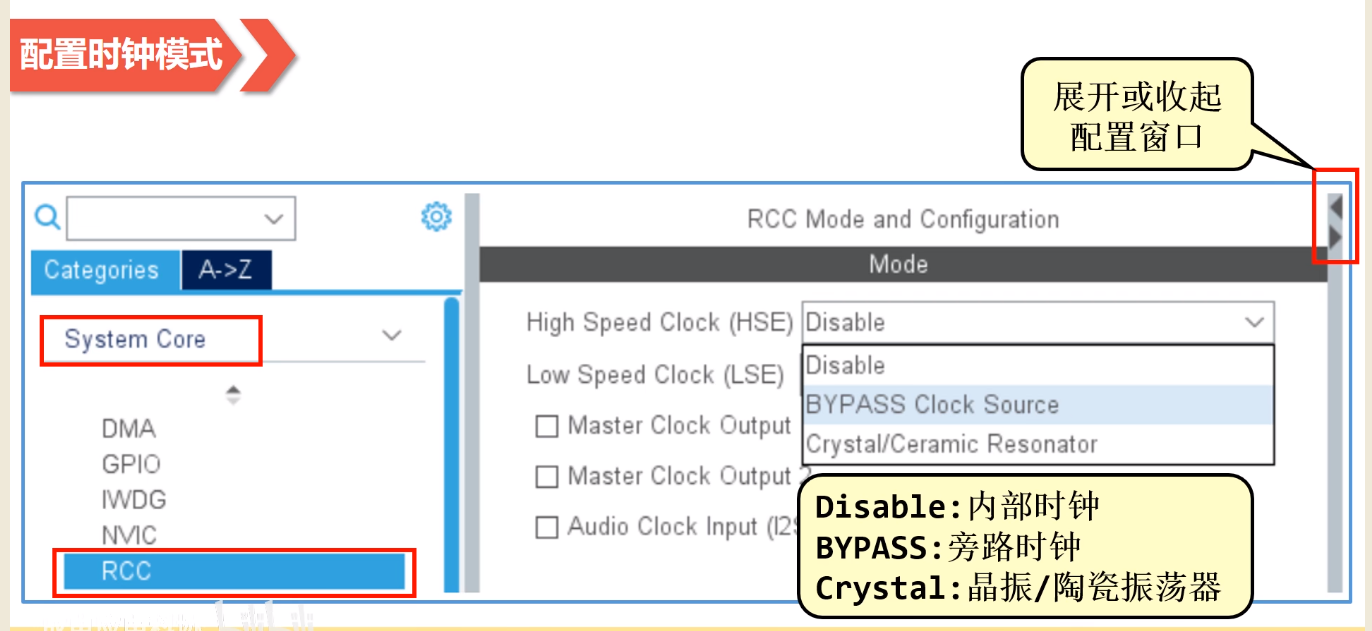 配置时钟模式
展开或收起
配置窗口
RCC Mode and Configuration
Categories
A->Z
Mode
System Core
DMA
GPIO
IWDG
NVIC
RCC
High Speed Clock (HSE)
Disable
Low Speed Clock (LSE)
Disable
BYPASS Clock Source
Crystal/Ceramic Resonator
Master Clock Output
Master Clock Output 2
Audio Clock Input (I2S
Disable:内部时钟
BYPASS:旁路时钟
Crystal:晶振/陶瓷振荡器